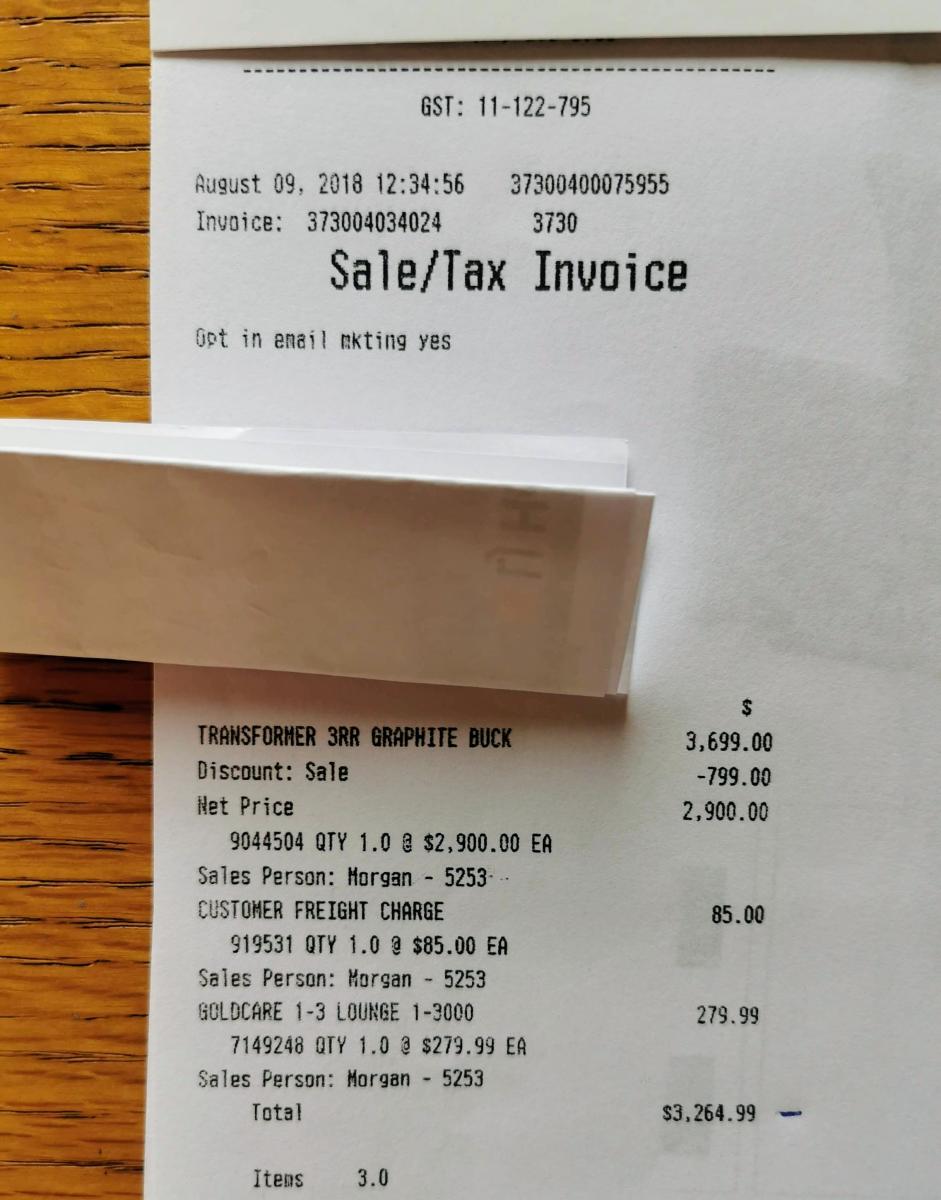 GST: 11-122-795
August 09, 2018 12:34:56 37300400075955
Invoice: 373004034024 3730
Sale/Tax Invoice
Opt in email mkting yes
$
TRANSFORMER 3RR GRAPHITE BUCK 3,699.00
Discount: Sale -799.00
Net Price 2,900.00
9044504 QTY 1.0 @ $2,900.00 EA
Sales Person: Morgan - 5253
CUSTOMER FREIGHT CHARGE 85.00
919531 QTY 1.0 @ $85.00 EA
Sales Person: Morgan - 5253
GOLDCARE 1-3 LOUNGE 1-3000 279.99
7149248 QTY 1.0 @ $279.99 EA
Sales Person: Morgan - 5253
Total $3,264.99
Items 3.0